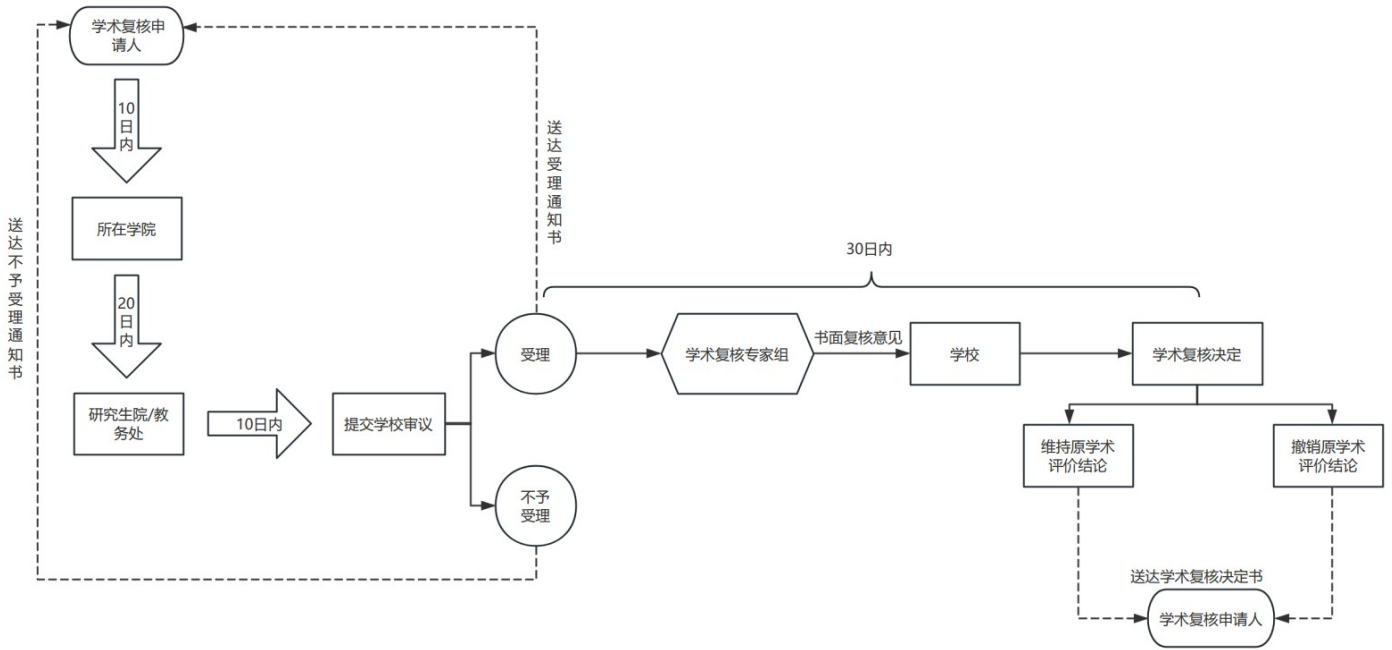 学术复核申
请人
10
日
内
所在学院
20
日
内
研究生院/教
务处
10日内
提交学校审议
受理
不予
受理
送达受理通知书
送达不予受理通知书
30日内
学术复核专家组
书面复核意见
学校
学术复核决定
维持原学术
评价结论
撤销原学术
评价结论
送达学术复核决定书
学术复核申请人